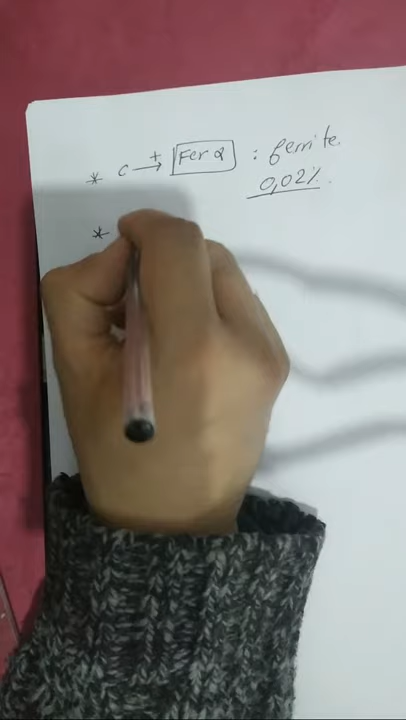 * C +→ Fer α : ferrite
0,02%
*